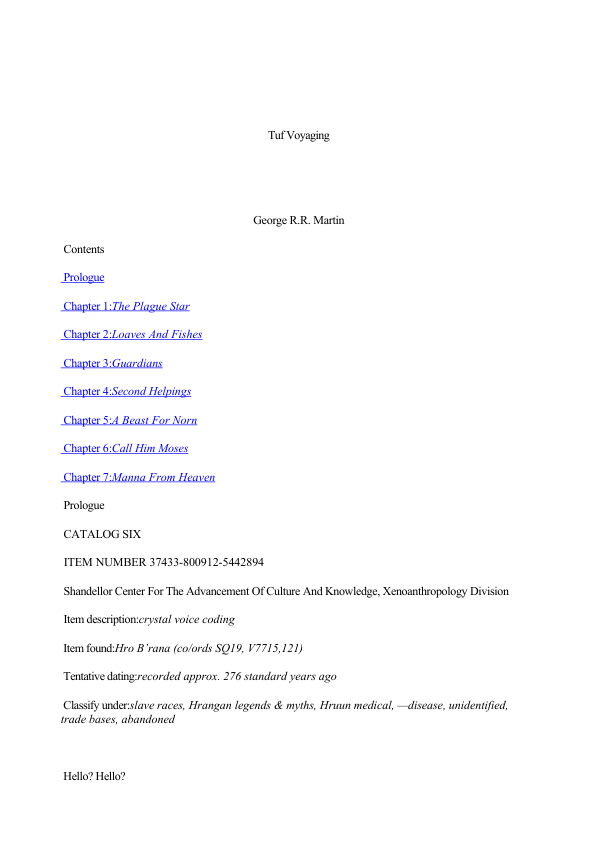 Tuf Voyaging
George R.R. Martin
Contents
Prologue
Chapter 1:The Plague Star
Chapter 2:Loaves And Fishes
Chapter 3:Guardians
Chapter 4:Second Helpings
Chapter 5:A Beast For Norn
Chapter 6:Call Him Moses
Chapter 7:Manna From Heaven
Prologue
CATALOG SIX
ITEM NUMBER 37433-800912-5442894
Shandellor Center For The Advancement Of Culture And Knowledge, Xenoanthropology Division
Item description:crystal voice coding
Item found:Hro B’rana (co/ords SQ19, V7715,121)
Tentative dating:recorded approx. 276 standard years ago
Classify under:slave races, Hrangan legends & myths, Hruun medical, —disease, unidentified,
trade bases, abandoned
Hello? Hello?